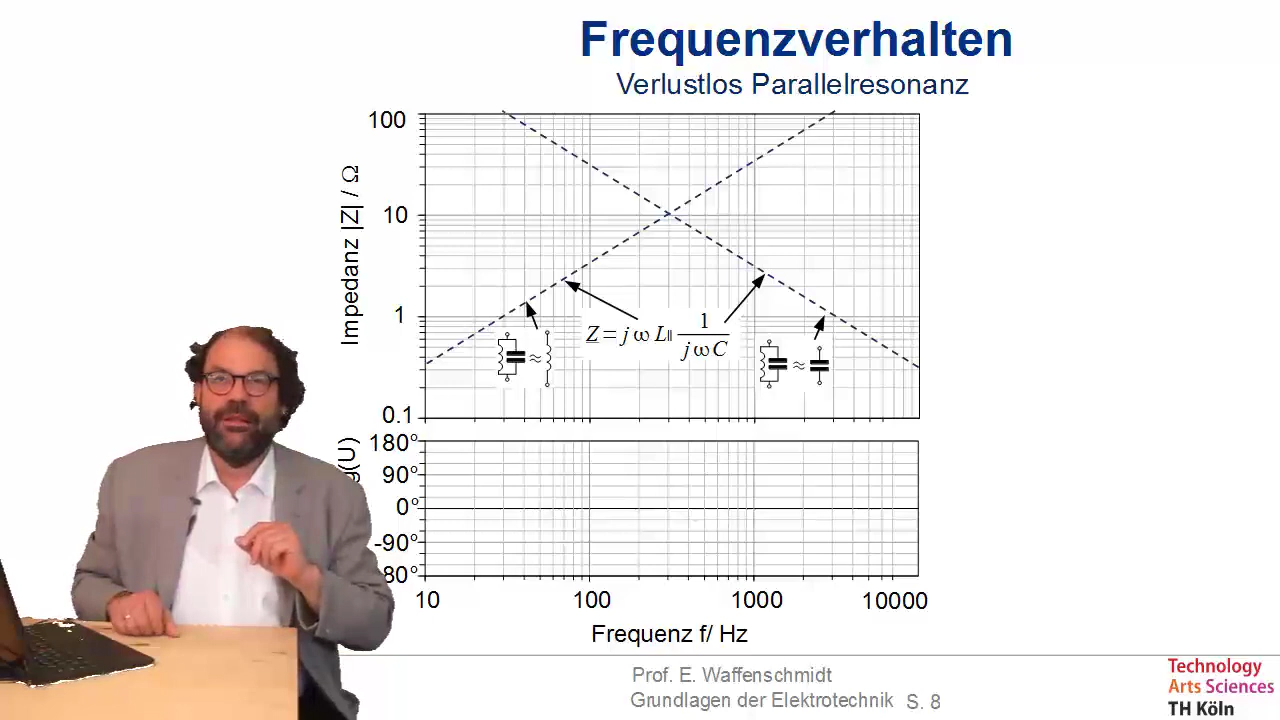 Frequenzverhalten
Verlustlos Parallelresonanz
Impedanz |Z| / Ω
100
10
1
0.1
Z = j ω L || 1 / j ω C
≈
≈
180°
90°
0°
-90°
80°
10 100 1000 10000
Frequenz f/ Hz
Prof. E. Waffenschmidt
Grundlagen der Elektrotechnik S. 8
Technology
Arts Sciences
TH Köln